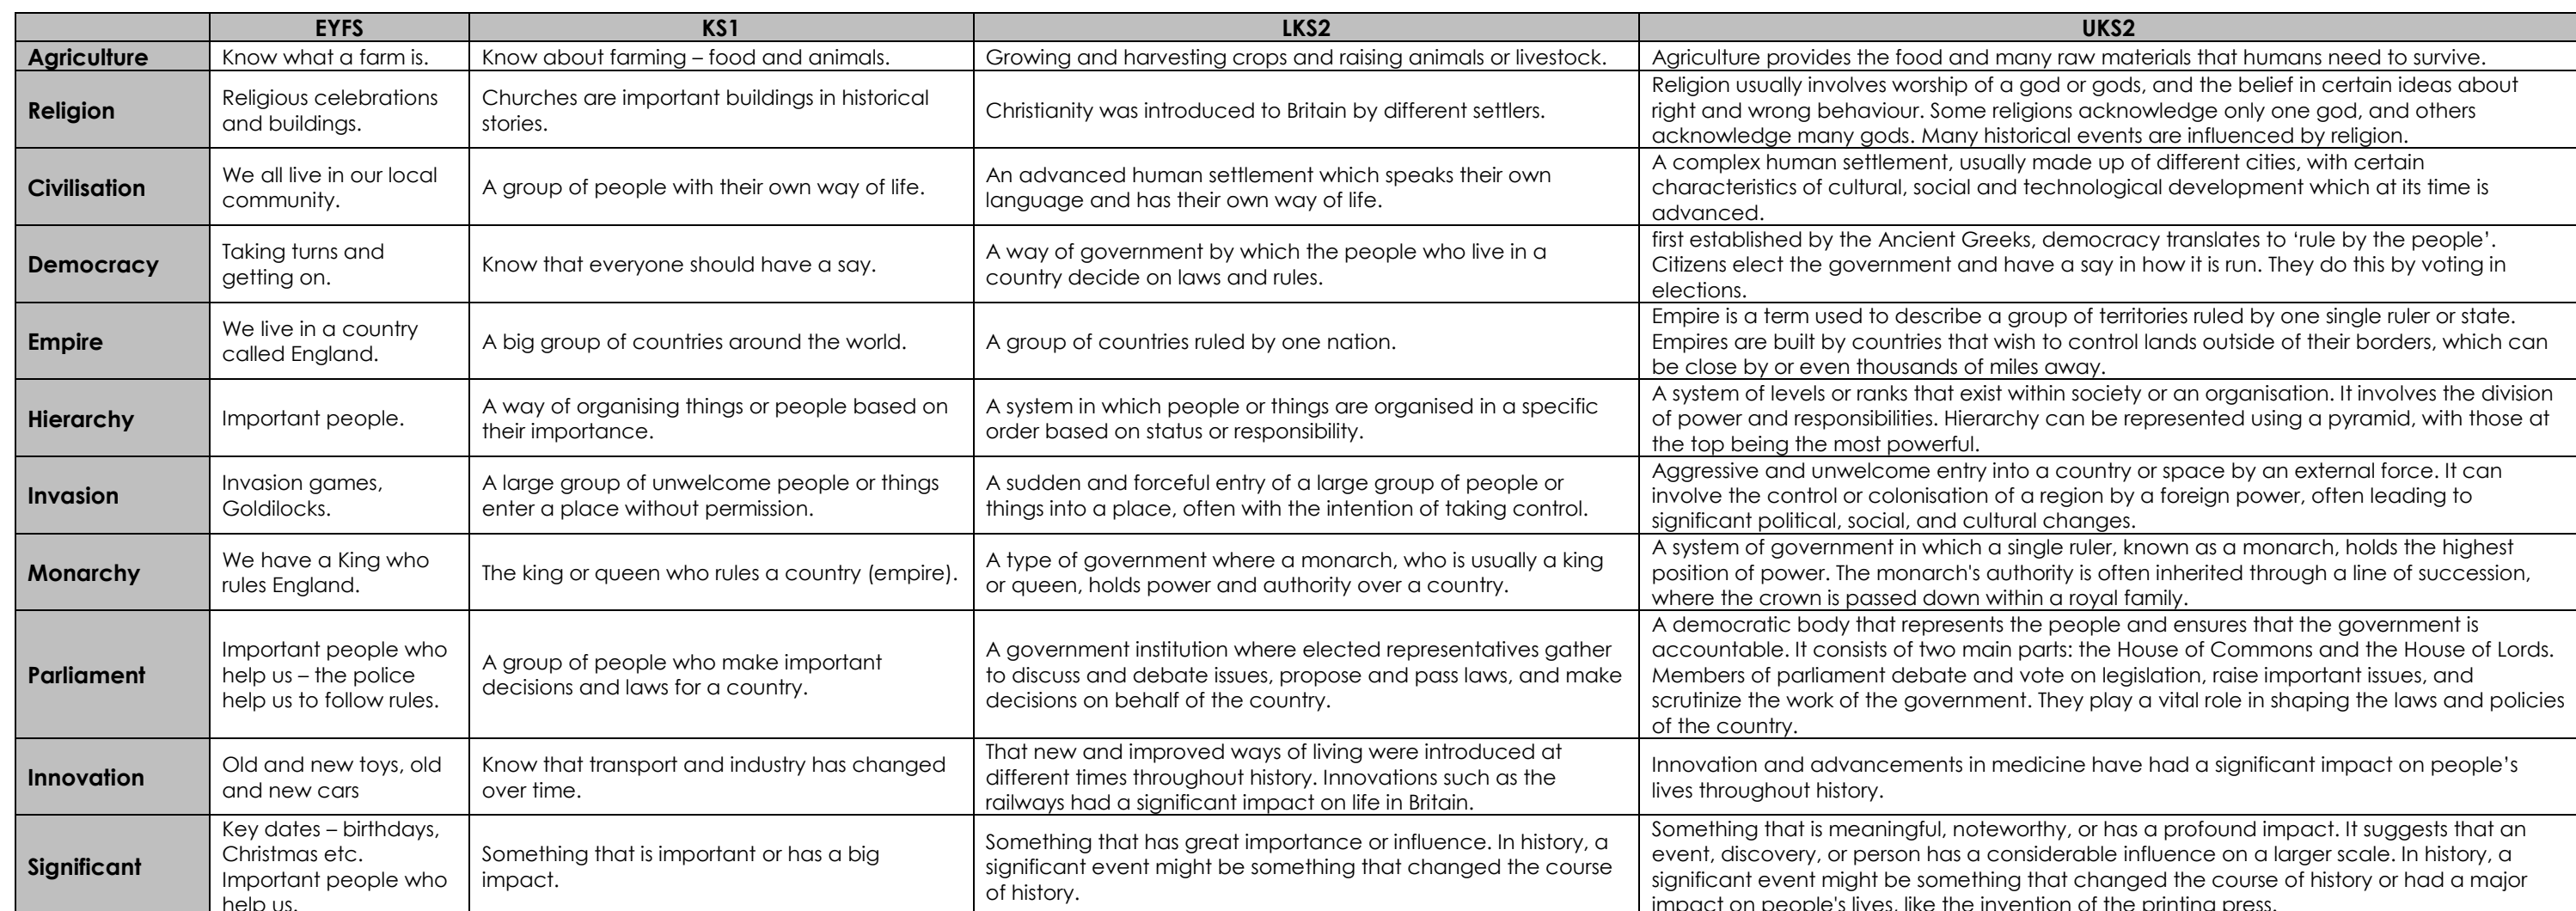 EYFS KS1 LKS2 UKS2
Agriculture
Know what a farm is.
Know about farming – food and animals.
Growing and harvesting crops and raising animals or livestock.
Agriculture provides the food and many raw materials that humans need to survive.
Religion
Religious celebrations
and buildings.
Churches are important buildings in historical
stories.
Christianity was introduced to Britain by different settlers.
Religion usually involves worship of a god or gods, and the belief in certain ideas about
right and wrong behaviour. Some religions acknowledge only one god, and others
acknowledge many gods. Many historical events are influenced by religion.
Civilisation
We all live in our local
community.
A group of people with their own way of life.
An advanced human settlement which speaks their own
language and has their own way of life.
A complex human settlement, usually made up of different cities, with certain
characteristics of cultural, social and technological development which at its time is
advanced.
Democracy
Taking turns and
getting on.
Know that everyone should have a say.
A way of government by which the people who live in a
country decide on laws and rules.
first established by the Ancient Greeks, democracy translates to ‘rule by the people’.
Citizens elect the government and have a say in how it is run. They do this by voting in
elections.
Empire
We live in a country
called England.
A big group of countries around the world.
A group of countries ruled by one nation.
Empire is a term used to describe a group of territories ruled by one single ruler or state.
Empires are built by countries that wish to control lands outside of their borders, which can
be close by or even thousands of miles away.
Hierarchy
Important people.
A way of organising things or people based on
their importance.
A system in which people or things are organised in a specific
order based on status or responsibility.
A system of levels or ranks that exist within society or an organisation. It involves the division
of power and responsibilities. Hierarchy can be represented using a pyramid, with those at
the top being the most powerful.
Invasion
Invasion games,
Goldilocks.
A large group of unwelcome people or things
enter a place without permission.
A sudden and forceful entry of a large group of people or
things into a place, often with the intention of taking control.
Aggressive and unwelcome entry into a country or space by an external force. It can
involve the control or colonisation of a region by a foreign power, often leading to
significant political, social, and cultural changes.
Monarchy
We have a King who
rules England.
The king or queen who rules a country (empire).
A type of government where a monarch, who is usually a king
or queen, holds power and authority over a country.
A system of government in which a single ruler, known as a monarch, holds the highest
position of power. The monarch's authority is often inherited through a line of succession,
where the crown is passed down within a royal family.
Parliament
Important people who
help us – the police
help us to follow rules.
A group of people who make important
decisions and laws for a country.
A government institution where elected representatives gather
to discuss and debate issues, propose and pass laws, and make
decisions on behalf of the country.
A democratic body that represents the people and ensures that the government is
accountable. It consists of two main parts: the House of Commons and the House of Lords.
Members of parliament debate and vote on legislation, raise important issues, and
scrutinize the work of the government. They play a vital role in shaping the laws and policies
of the country.
Innovation
Old and new toys, old
and new cars
Know that transport and industry has changed
over time.
That new and improved ways of living were introduced at
different times throughout history. Innovations such as the
railways had a significant impact on life in Britain.
Innovation and advancements in medicine have had a significant impact on people’s
lives throughout history.
Significant
Key dates – birthdays,
Christmas etc.
Important people who
help us.
Something that is important or has a big
impact.
Something that has great importance or influence. In history, a
significant event might be something that changed the course
of history.
Something that is meaningful, noteworthy, or has a profound impact. It suggests that an
event, discovery, or person has a considerable influence on a larger scale. In history, a
significant event might be something that changed the course of history or had a major
impact on people's lives, like the invention of the printing press.